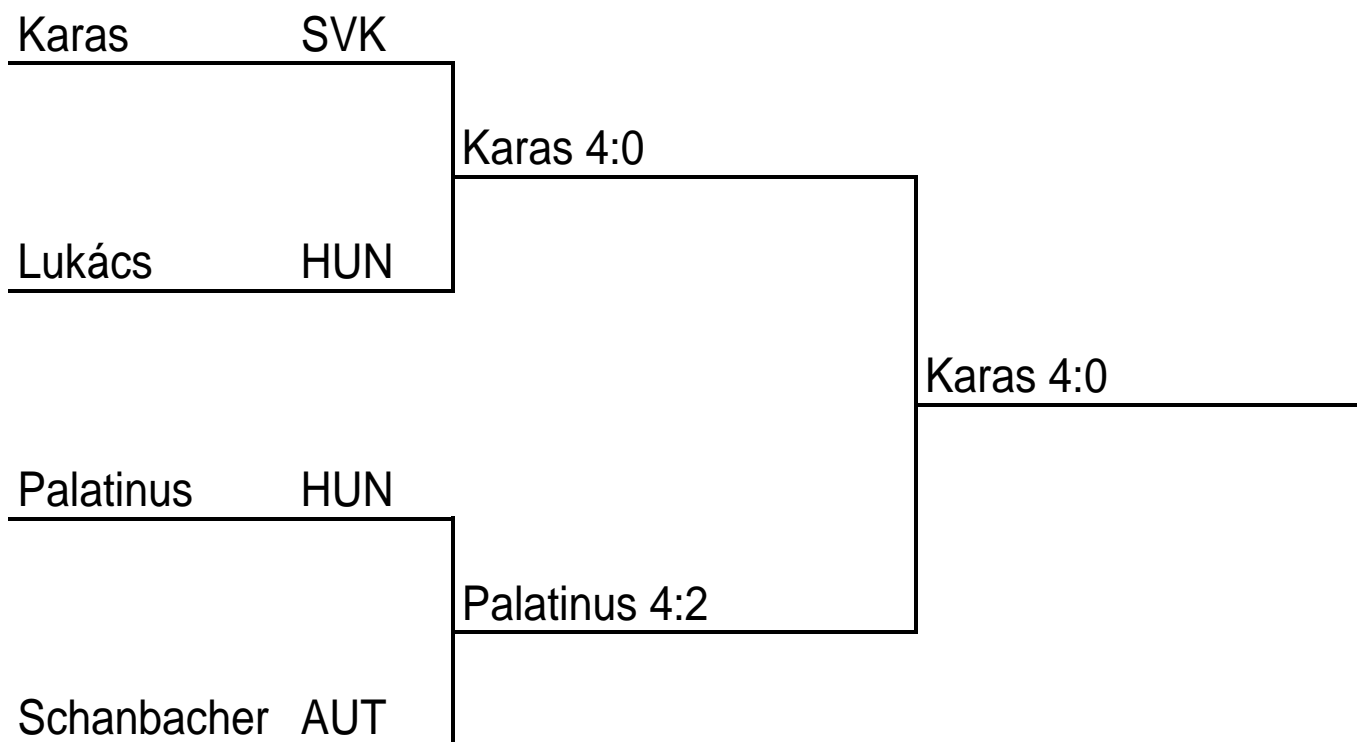 Karas SVK
Karas 4:0
Lukács HUN
Karas 4:0
Palatinus HUN
Palatinus 4:2
Schanbacher AUT